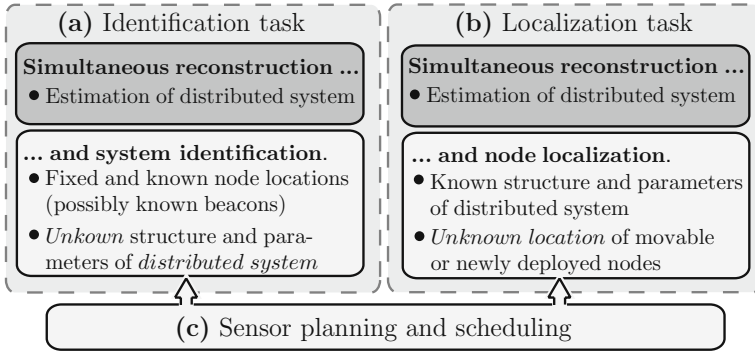 (a) Identification task
Simultaneous reconstruction ...
● Estimation of distributed system
... and system identification.
● Fixed and known node locations
(possibly known beacons)
● Unkown structure and para-
meters of distributed system
(b) Localization task
Simultaneous reconstruction ...
● Estimation of distributed system
... and node localization.
● Known structure and parameters
of distributed system
● Unknown location of movable
or newly deployed nodes
(c) Sensor planning and scheduling